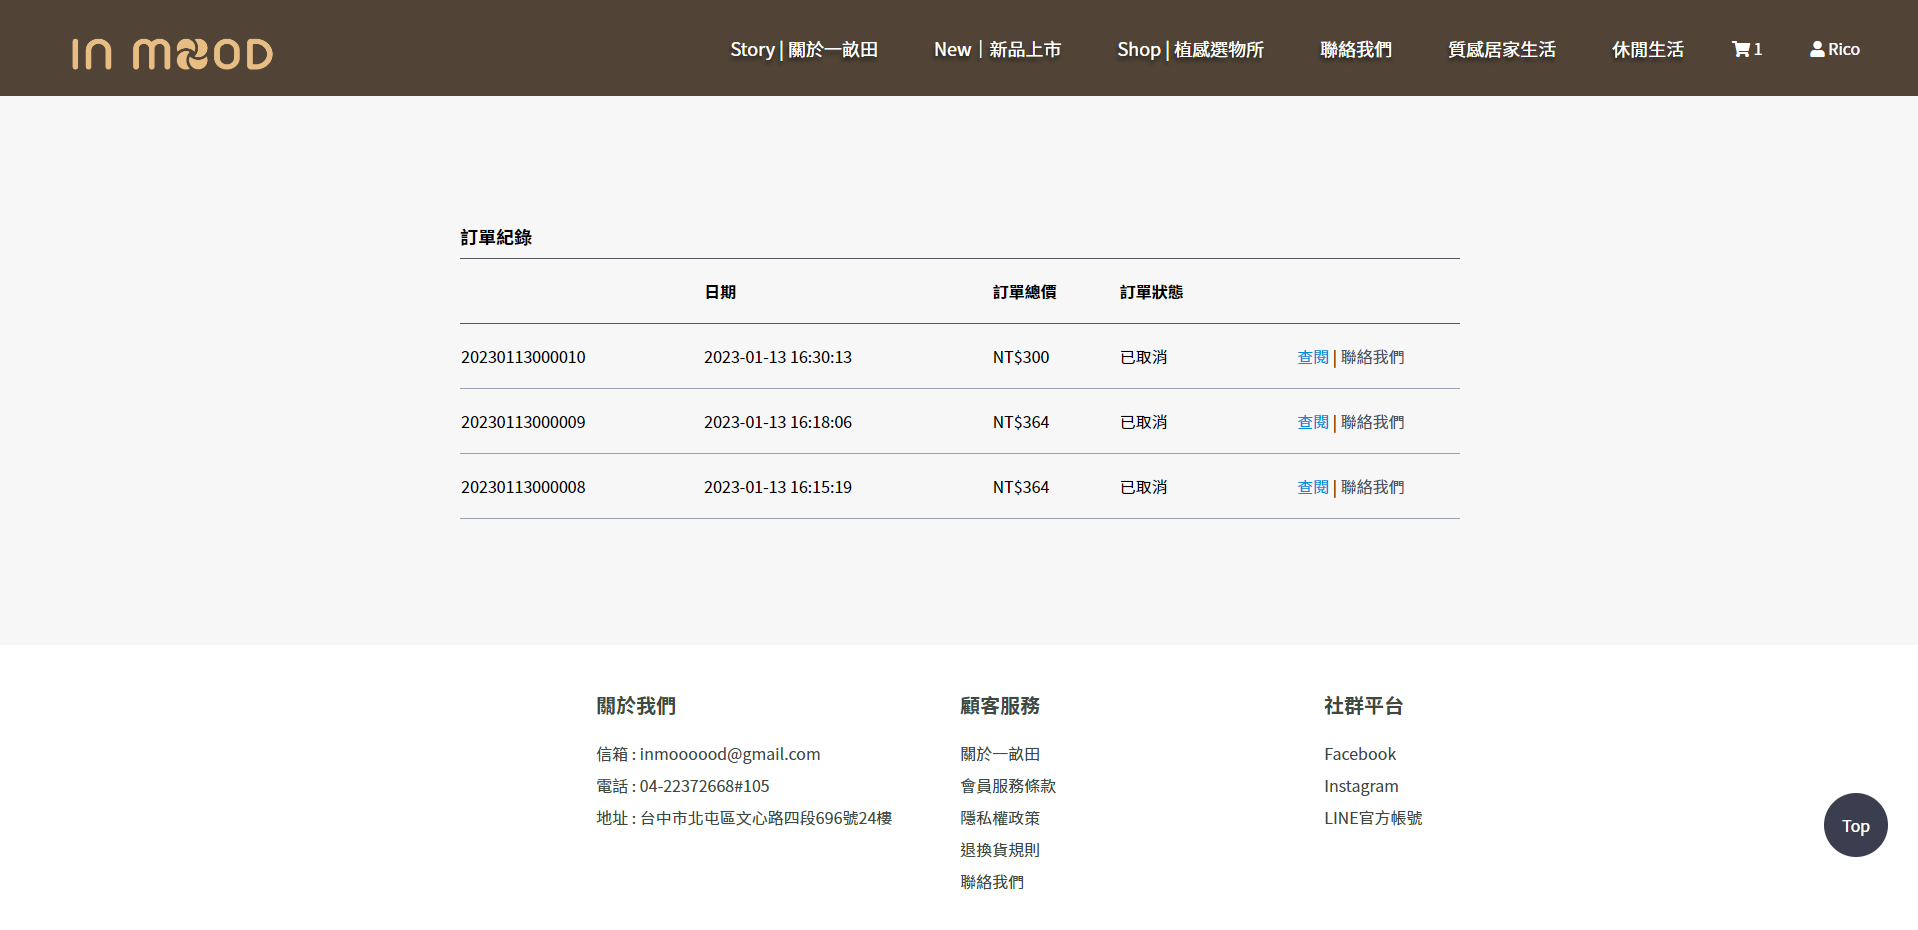 IN MOOD
Story | 關於一畝田 New｜新品上市 Shop | 植感選物所 聯絡我們 質感居家生活 休閒生活 1 Rico
訂單紀錄
日期 訂單總價 訂單狀態
20230113000010 2023-01-13 16:30:13 NT$300 已取消 查閱 | 聯絡我們
20230113000009 2023-01-13 16:18:06 NT$364 已取消 查閱 | 聯絡我們
20230113000008 2023-01-13 16:15:19 NT$364 已取消 查閱 | 聯絡我們
關於我們
信箱 : inmoooood@gmail.com
電話 : 04-22372668#105
地址 : 台中市北屯區文心路四段696號24樓
顧客服務
關於一畝田
會員服務條款
隱私權政策
退換貨規則
聯絡我們
社群平台
Facebook
Instagram
LINE官方帳號
Top